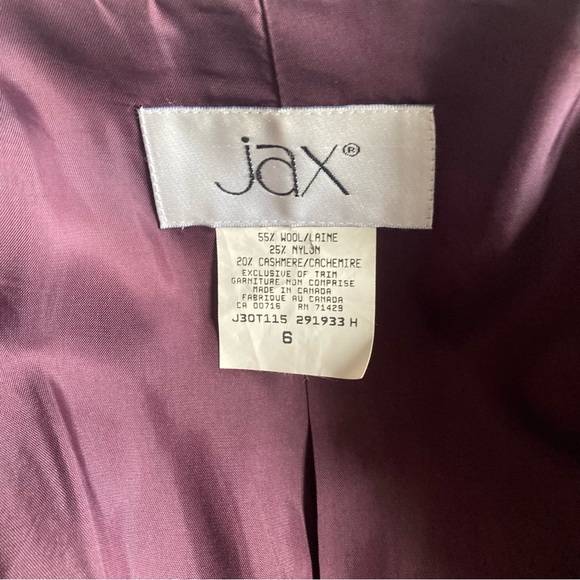 jax®
55% WOOL/LAINE
25% NYLON
20% CASHMERE/CACHEMIRE
EXCLUSIVE OF TRIM
GARNITURE NON COMPRISE
MADE IN CANADA
FABRIQUE AU CANADA
CA 00716 RN 71429
J30T115 291933 H
6